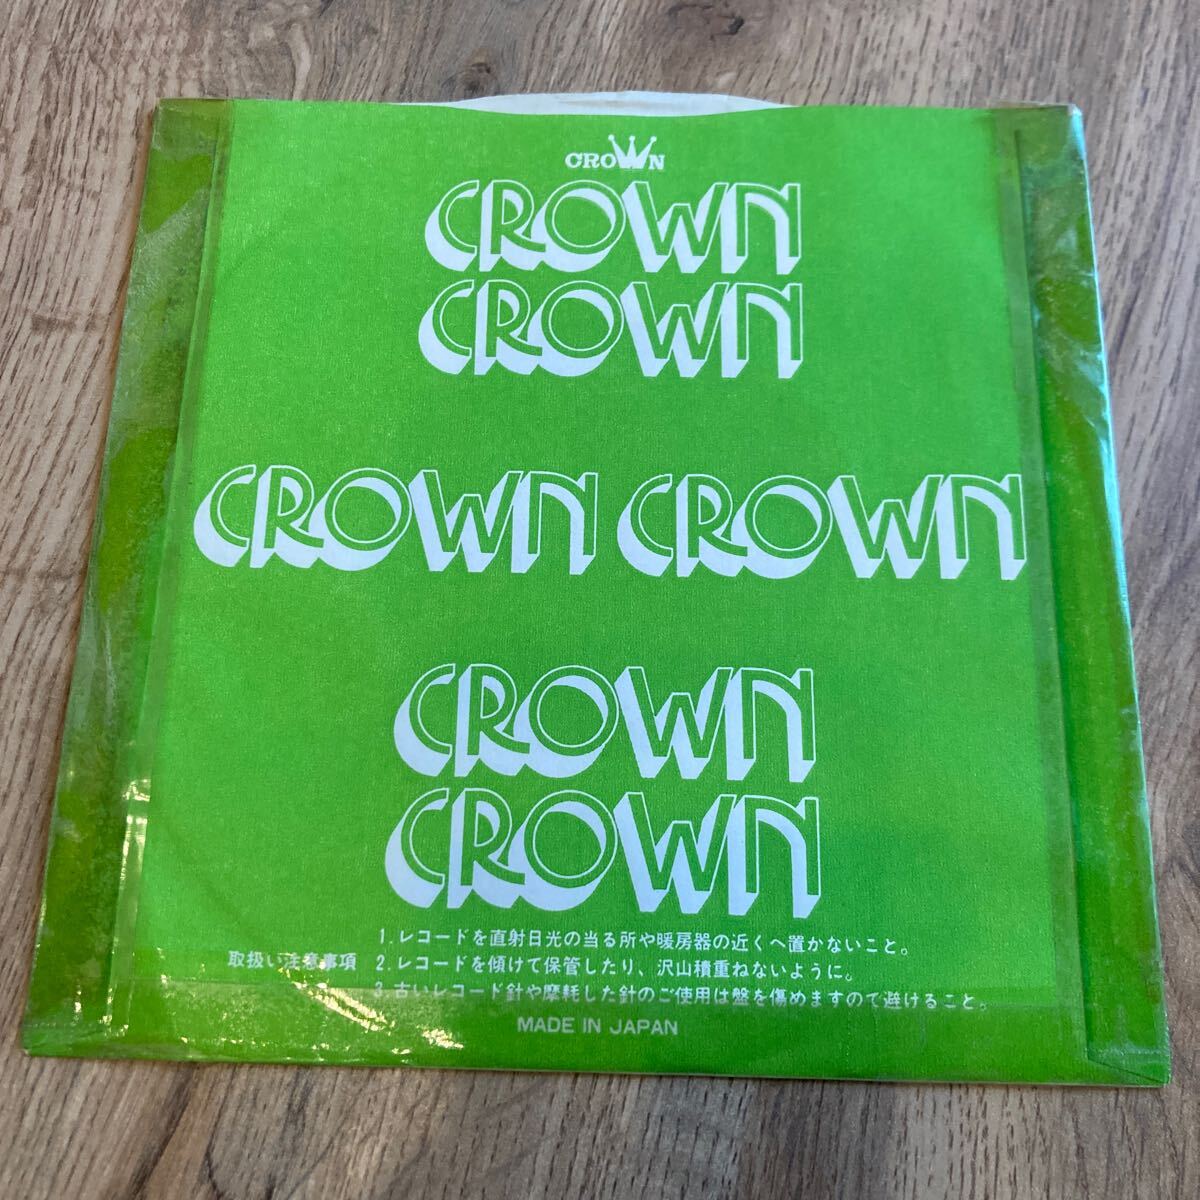 CROWN
CROWN
CROWN
CROWN CROWN
CROWN
CROWN
取扱い注意事項
1.レコードを直射日光の当る所や暖房器の近くへ置かないこと。
2.レコードを傾けて保管したり、沢山積重ねないように。
3.古いレコード針や摩耗した針のご使用は盤を傷めますので避けること。
MADE IN JAPAN